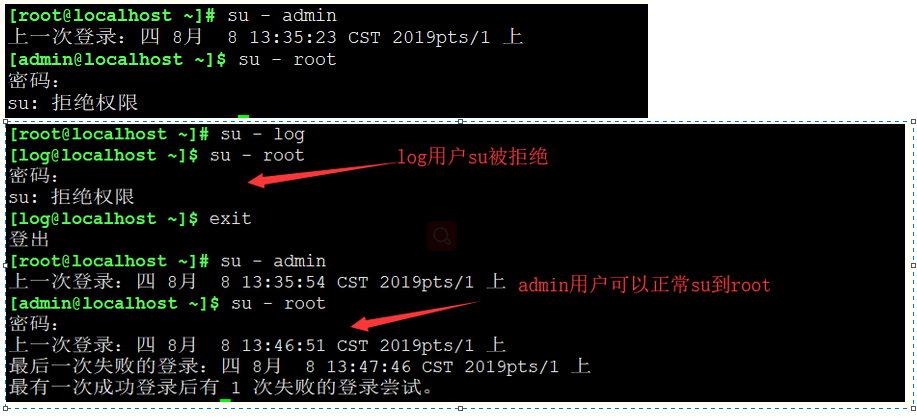 [root@localhost ~]# su - admin
上一次登录：四 8月  8 13:35:23 CST 2019pts/1 上
[admin@localhost ~]$ su - root
密码：
su: 拒绝权限
[root@localhost ~]# su - log
[log@localhost ~]$ su - root
log用户su被拒绝
密码：
su: 拒绝权限
[log@localhost ~]$ exit
登出
[root@localhost ~]# su - admin
上一次登录：四 8月  8 13:35:54 CST 2019pts/1 上
admin用户可以正常su到root
[admin@localhost ~]$ su - root
密码：
上一次登录：四 8月  8 13:46:51 CST 2019pts/1 上
最后一次失败的登录：四 8月  8 13:47:46 CST 2019pts/1 上
最有一次成功登录后有 1 次失败的登录尝试。